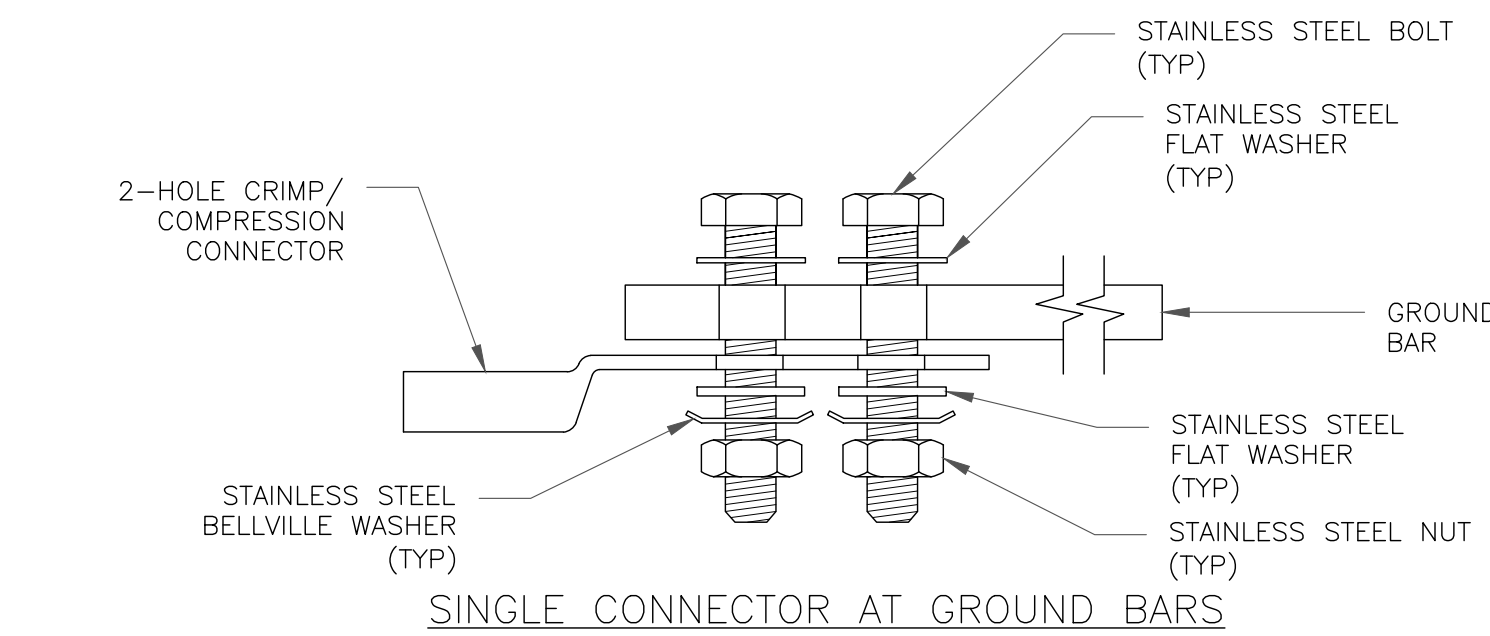 STAINLESS STEEL BOLT
(TYP)
STAINLESS STEEL
FLAT WASHER
(TYP)
2-HOLE CRIMP/
COMPRESSION
CONNECTOR
GROUND
BAR
STAINLESS STEEL
FLAT WASHER
(TYP)
STAINLESS STEEL
BELLVILLE WASHER
(TYP)
STAINLESS STEEL NUT
(TYP)
SINGLE CONNECTOR AT GROUND BARS